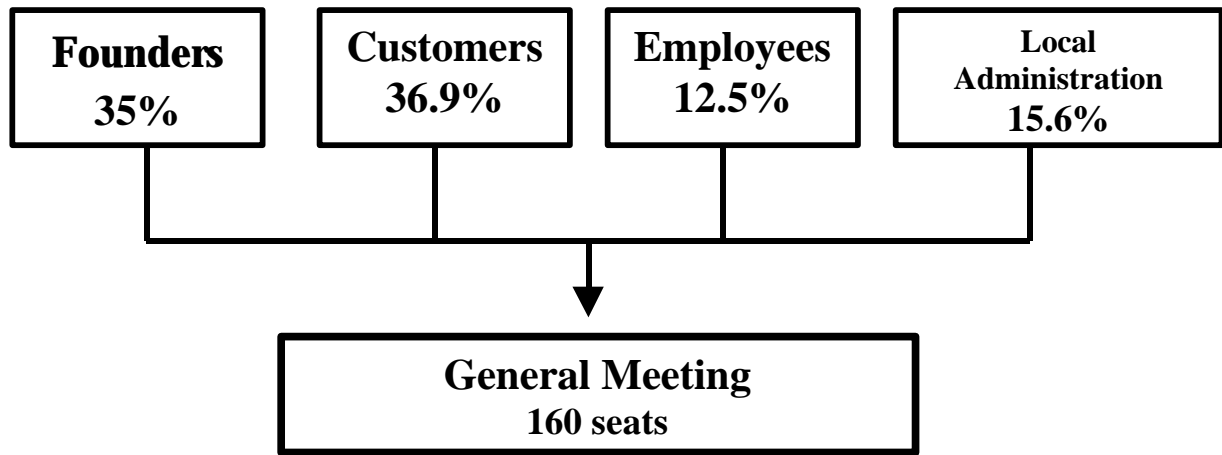 Founders
35%
Customers
36.9%
Employees
12.5%
Local
Administration
15.6%
General Meeting
160 seats